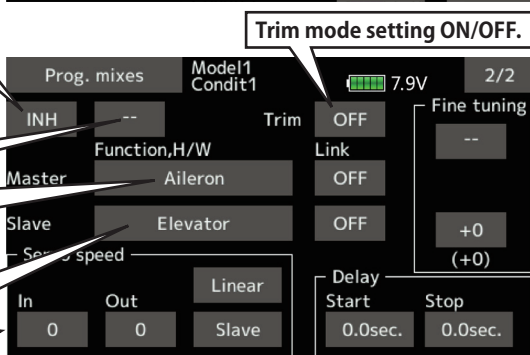 Trim mode setting ON/OFF.
Prog. mixes
Model1
Condit1
7.9V
2/2
INH
--
Trim
OFF
Fine tuning
--
Function,H/W
Link
Master
Aileron
OFF
Slave
Elevator
OFF
+0
(+0)
Servo speed
Linear
Delay
In
Out
Start
Stop
0
0
Slave
0.0sec.
0.0sec.